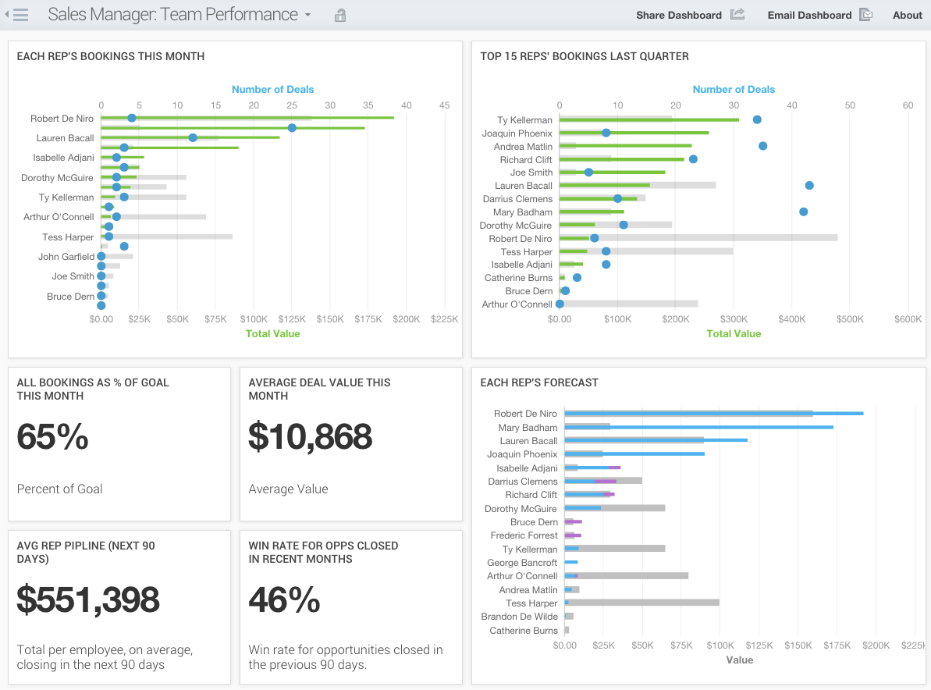 Sales Manager: Team Performance
Share Dashboard
Email Dashboard
About
EACH REP'S BOOKINGS THIS MONTH
Number of Deals
0 5 10 15 20 25 30 35 40 45
Robert De Niro
Lauren Bacall
Isabelle Adjani
Dorothy McGuire
Ty Kellerman
Arthur O'Connell
Tess Harper
John Garfield
Joe Smith
Bruce Dern
$0.00 $25K $50K $75K $100K $125K $150K $175K $200K $225K
Total Value
TOP 15 REPS' BOOKINGS LAST QUARTER
Number of Deals
0 10 20 30 40 50 60
Ty Kellerman
Joaquin Phoenix
Andrea Matlin
Richard Clift
Joe Smith
Lauren Bacall
Darrius Clemens
Mary Badham
Dorothy McGuire
Robert De Niro
Tess Harper
Isabelle Adjani
Catherine Burns
Bruce Dern
Arthur O'Connell
$0.00 $100K $200K $300K $400K $500K $600K
Total Value
ALL BOOKINGS AS % OF GOAL
THIS MONTH
65%
Percent of Goal
AVERAGE DEAL VALUE THIS
MONTH
$10,868
Average Value
AVG REP PIPLINE (NEXT 90
DAYS)
$551,398
Total per employee, on average,
closing in the next 90 days
WIN RATE FOR OPPS CLOSED
IN RECENT MONTHS
46%
Win rate for opportunities closed in
the previous 90 days.
EACH REP'S FORECAST
Robert De Niro
Mary Badham
Lauren Bacall
Joaquin Phoenix
Isabelle Adjani
Darrius Clemens
Richard Clift
Dorothy McGuire
Bruce Dern
Frederic Forrest
Ty Kellerman
George Bancroft
Arthur O'Connell
Andrea Matlin
Tess Harper
Brandon De Wilde
Catherine Burns
$0.00 $25K $50K $75K $100K $125K $150K $175K $200K $225K
Value